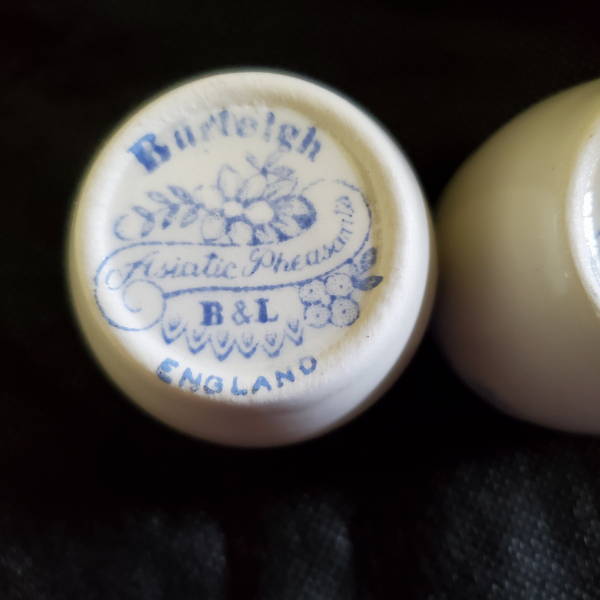 Burleigh
Asiatic Pheasants
B & L
ENGLAND